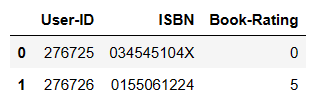 User-ID ISBN Book-Rating
0 276725 034545104X 0
1 276726 0155061224 5